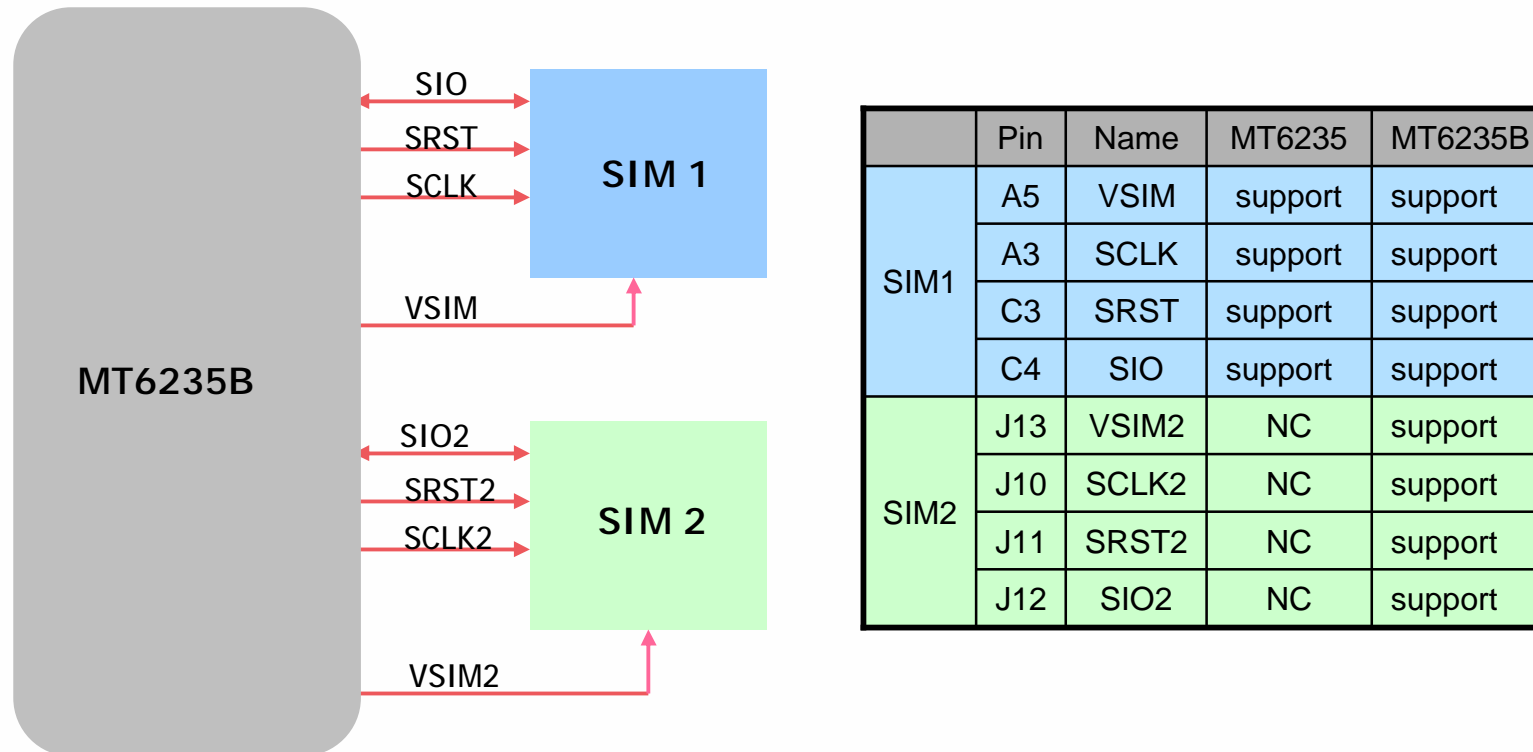 MT6235B
SIO
SRST
SCLK
VSIM
SIM 1
SIO2
SRST2
SCLK2
VSIM2
SIM 2
Pin Name MT6235 MT6235B
SIM1
A5 VSIM support support
A3 SCLK support support
C3 SRST support support
C4 SIO support support
SIM2
J13 VSIM2 NC support
J10 SCLK2 NC support
J11 SRST2 NC support
J12 SIO2 NC support